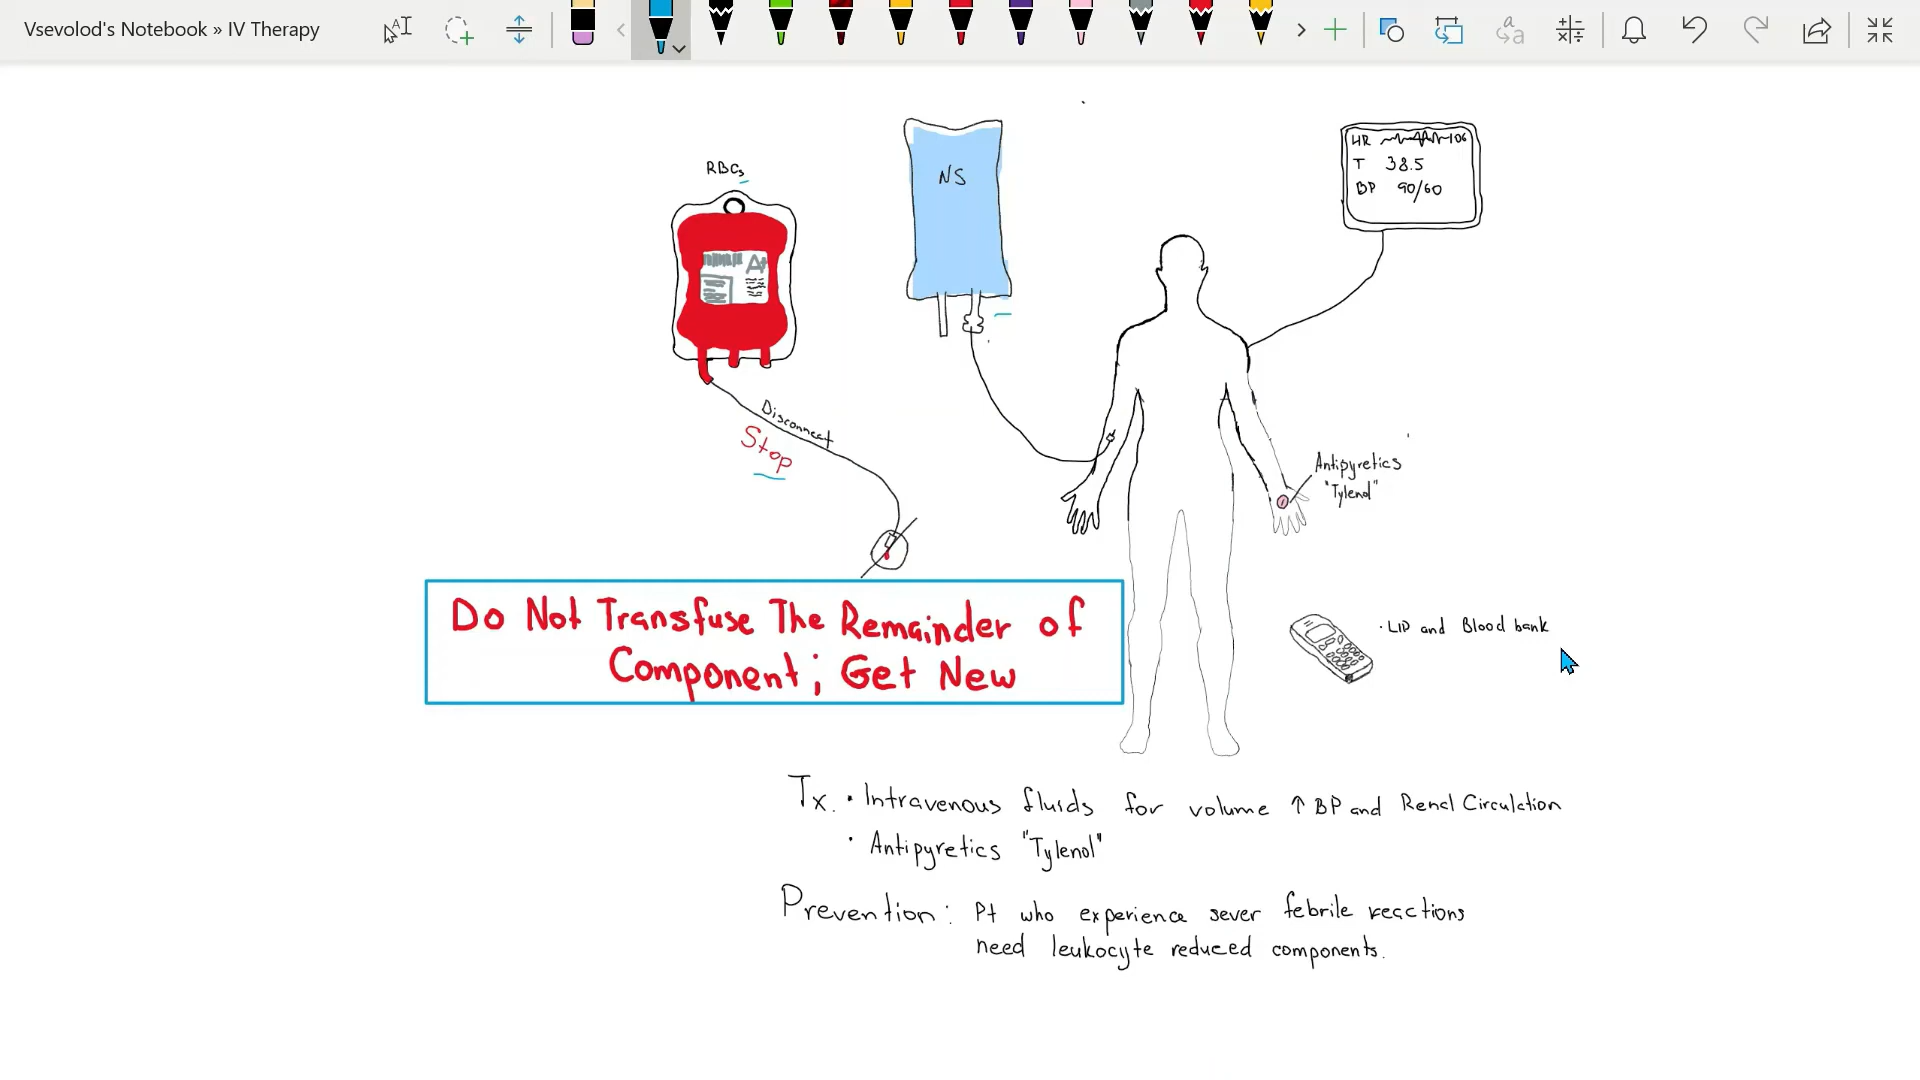 Vsevolod's Notebook » IV Therapy
RBCs
A+
Disconnect
Stop
NS
HR 106
T 38.5
BP 90/60
Antipyretics
"Tylenol"
Do Not Transfuse The Remainder of
Component; Get New
· LIP and Blood bank
Tx. · Intravenous fluids for volume ↑ BP and Renal Circulation
· Antipyretics "Tylenol"
Prevention: Pt who experience sever febrile reactions
need leukocyte reduced components.